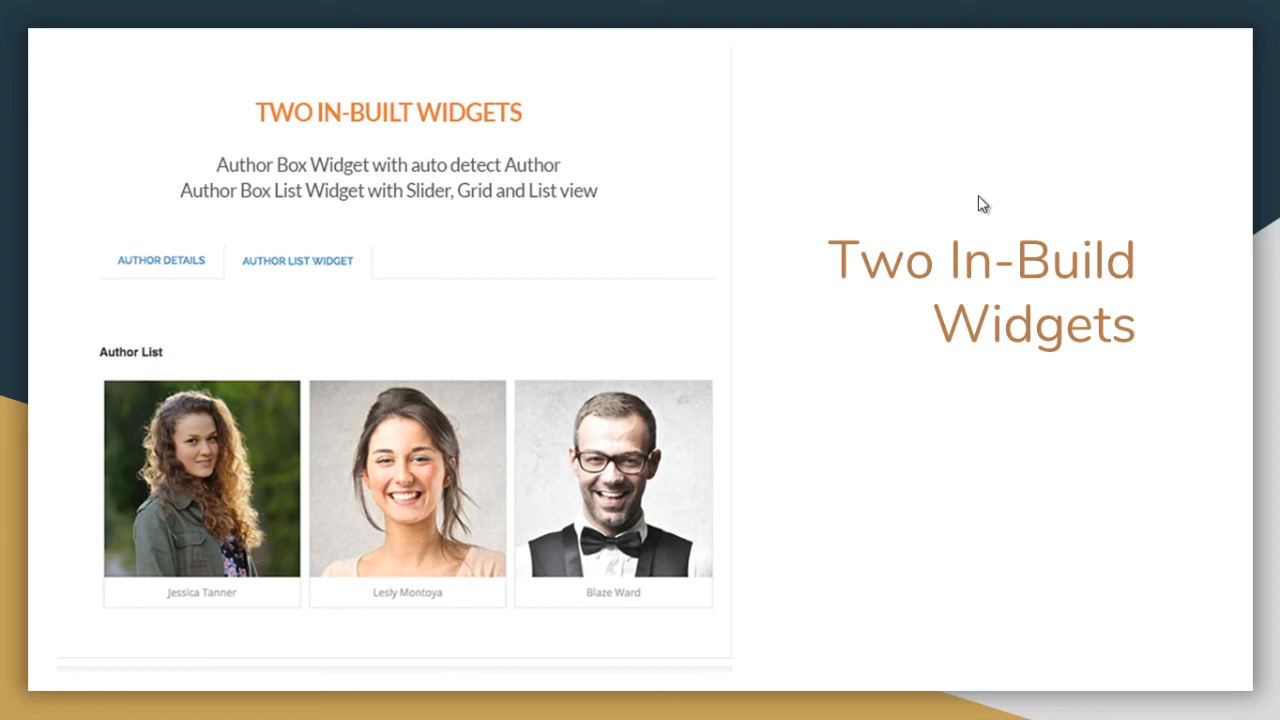 TWO IN-BUILT WIDGETS
Author Box Widget with auto detect Author
Author Box List Widget with Slider, Grid and List view
AUTHOR DETAILS
AUTHOR LIST WIDGET
Author List
Jessica Tanner
Lesly Montoya
Blaze Ward
Two In-Build
Widgets